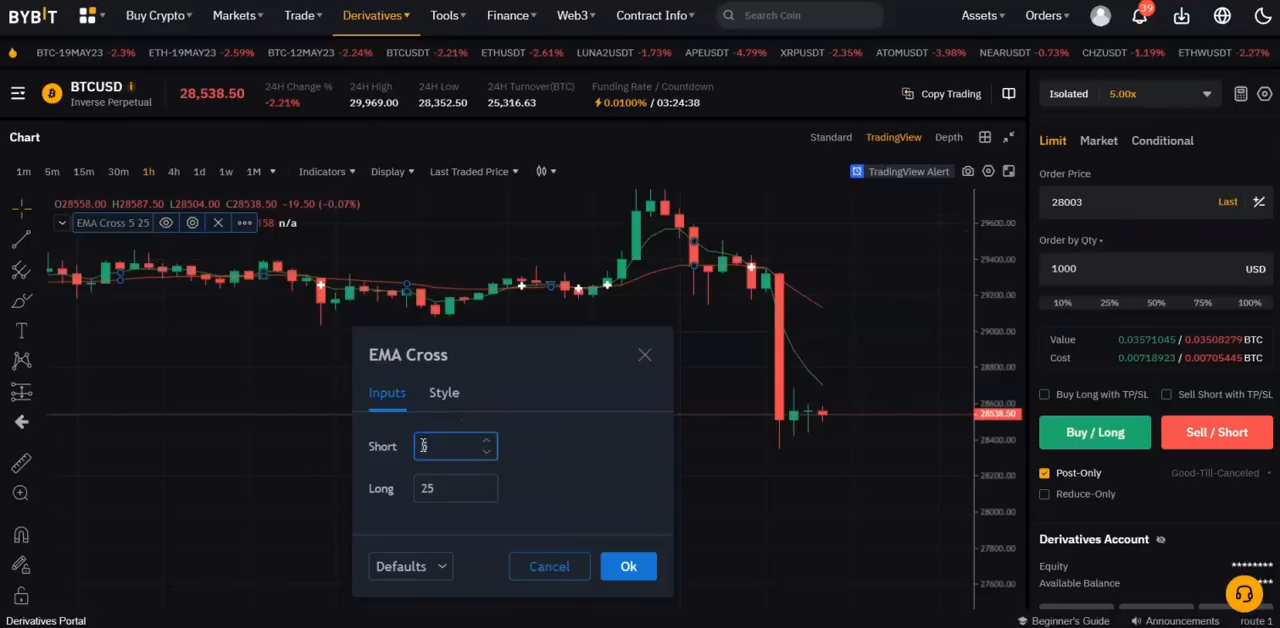 BYBIT
Buy Crypto
Markets
Trade
Derivatives
Tools
Finance
Web3
Contract Info
Search Coin
Assets
Orders
39
BTC-19MAY23 -2.3% ETH-19MAY23 -2.59% BTC-12MAY23 -2.24% BTCUSDT -2.21% ETHUSDT -2.61% LUNA2USDT -1.73% APEUSDT -4.79% XRPUSDT -2.35% ATOMUSDT -3.98% NEARUSDT -0.73% CHZUSDT -1.19% ETHWUSDT -2.27%
BTCUSD
Inverse Perpetual
28,538.50
24H Change %
-2.21%
24H High
29,969.00
24H Low
28,352.50
24H Turnover(BTC)
25,316.63
Funding Rate / Countdown
0.0100% / 03:24:38
Copy Trading
Isolated
5.00x
Chart
Standard
TradingView
Depth
1m 5m 15m 30m 1h 4h 1d 1w 1M
Indicators
Display
Last Traded Price
TradingView Alert
O28558.00 H28587.50 L28504.00 C28538.50 -19.50 (-0.07%)
EMA Cross 5 25
58 n/a
29600.00
29400.00
29200.00
29000.00
28800.00
28600.00
28538.50
28400.00
28200.00
28000.00
27800.00
27600.00
EMA Cross
Inputs
Style
Short
Long
25
Defaults
Cancel
Ok
Limit
Market
Conditional
Order Price
28003
Last
Order by Qty
1000
USD
10% 25% 50% 75% 100%
Value
0.03571045 / 0.03508279 BTC
Cost
0.00718923 / 0.00705445 BTC
Buy Long with TP/SL
Sell Short with TP/SL
Buy / Long
Sell / Short
Post-Only
Good-Till-Canceled
Reduce-Only
Derivatives Account
Equity
********
Available Balance
Derivatives Portal
Beginner's Guide
Announcements
route 1